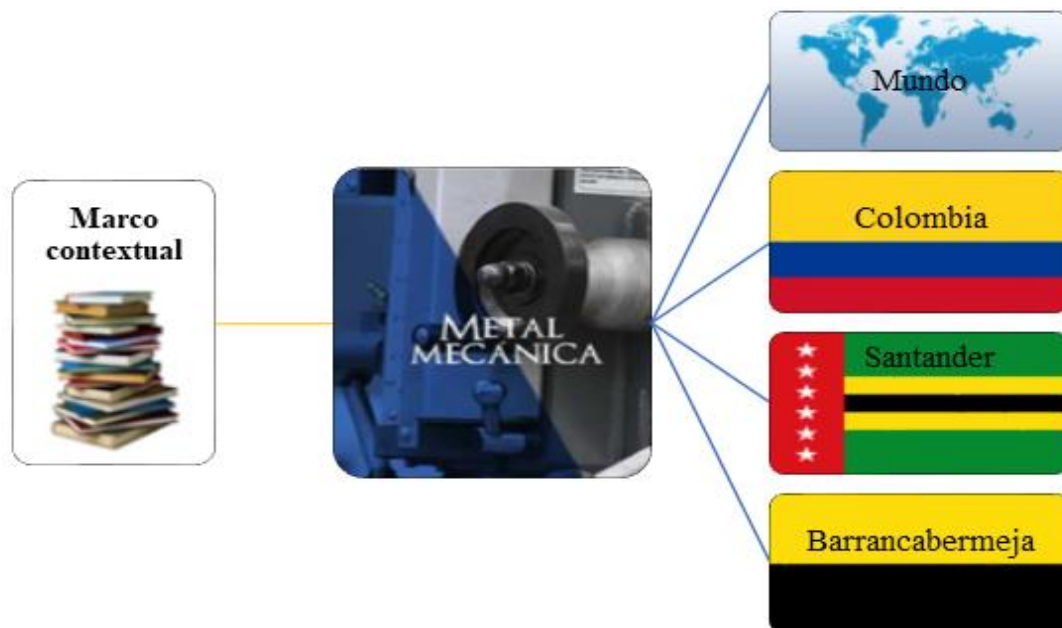 Marco
contextual
METAL
MECÁNICA
Mundo
Colombia
Santander
Barrancabermeja